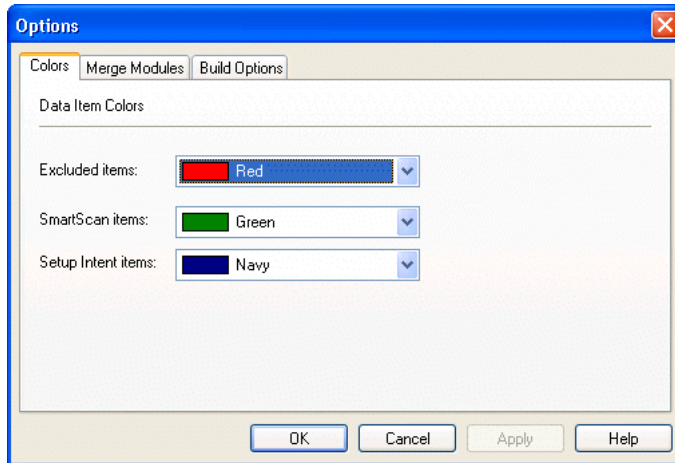 Options
Colors Merge Modules Build Options
Data Item Colors
Excluded items: Red
SmartScan items: Green
Setup Intent items: Navy
OK Cancel Apply Help